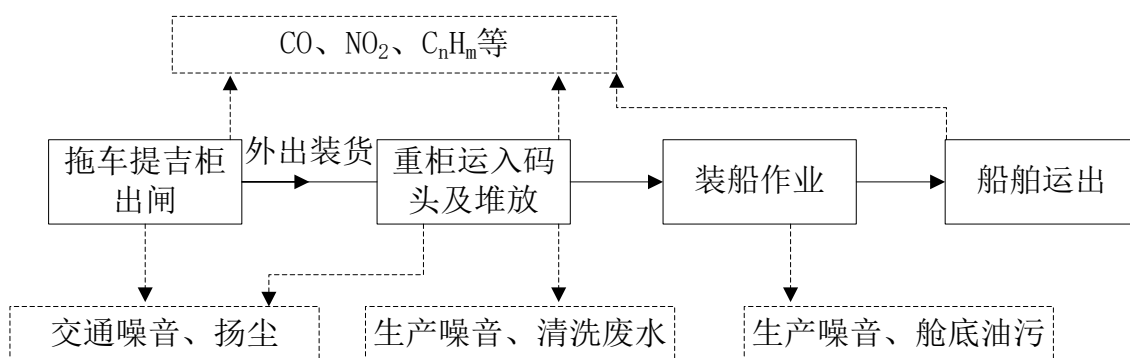 CO、NO₂、CₙHₘ等
拖车提吉柜
出闸
外出装货
重柜运入码
头及堆放
装船作业
船舶运出
交通噪音、扬尘
生产噪音、清洗废水
生产噪音、舱底油污